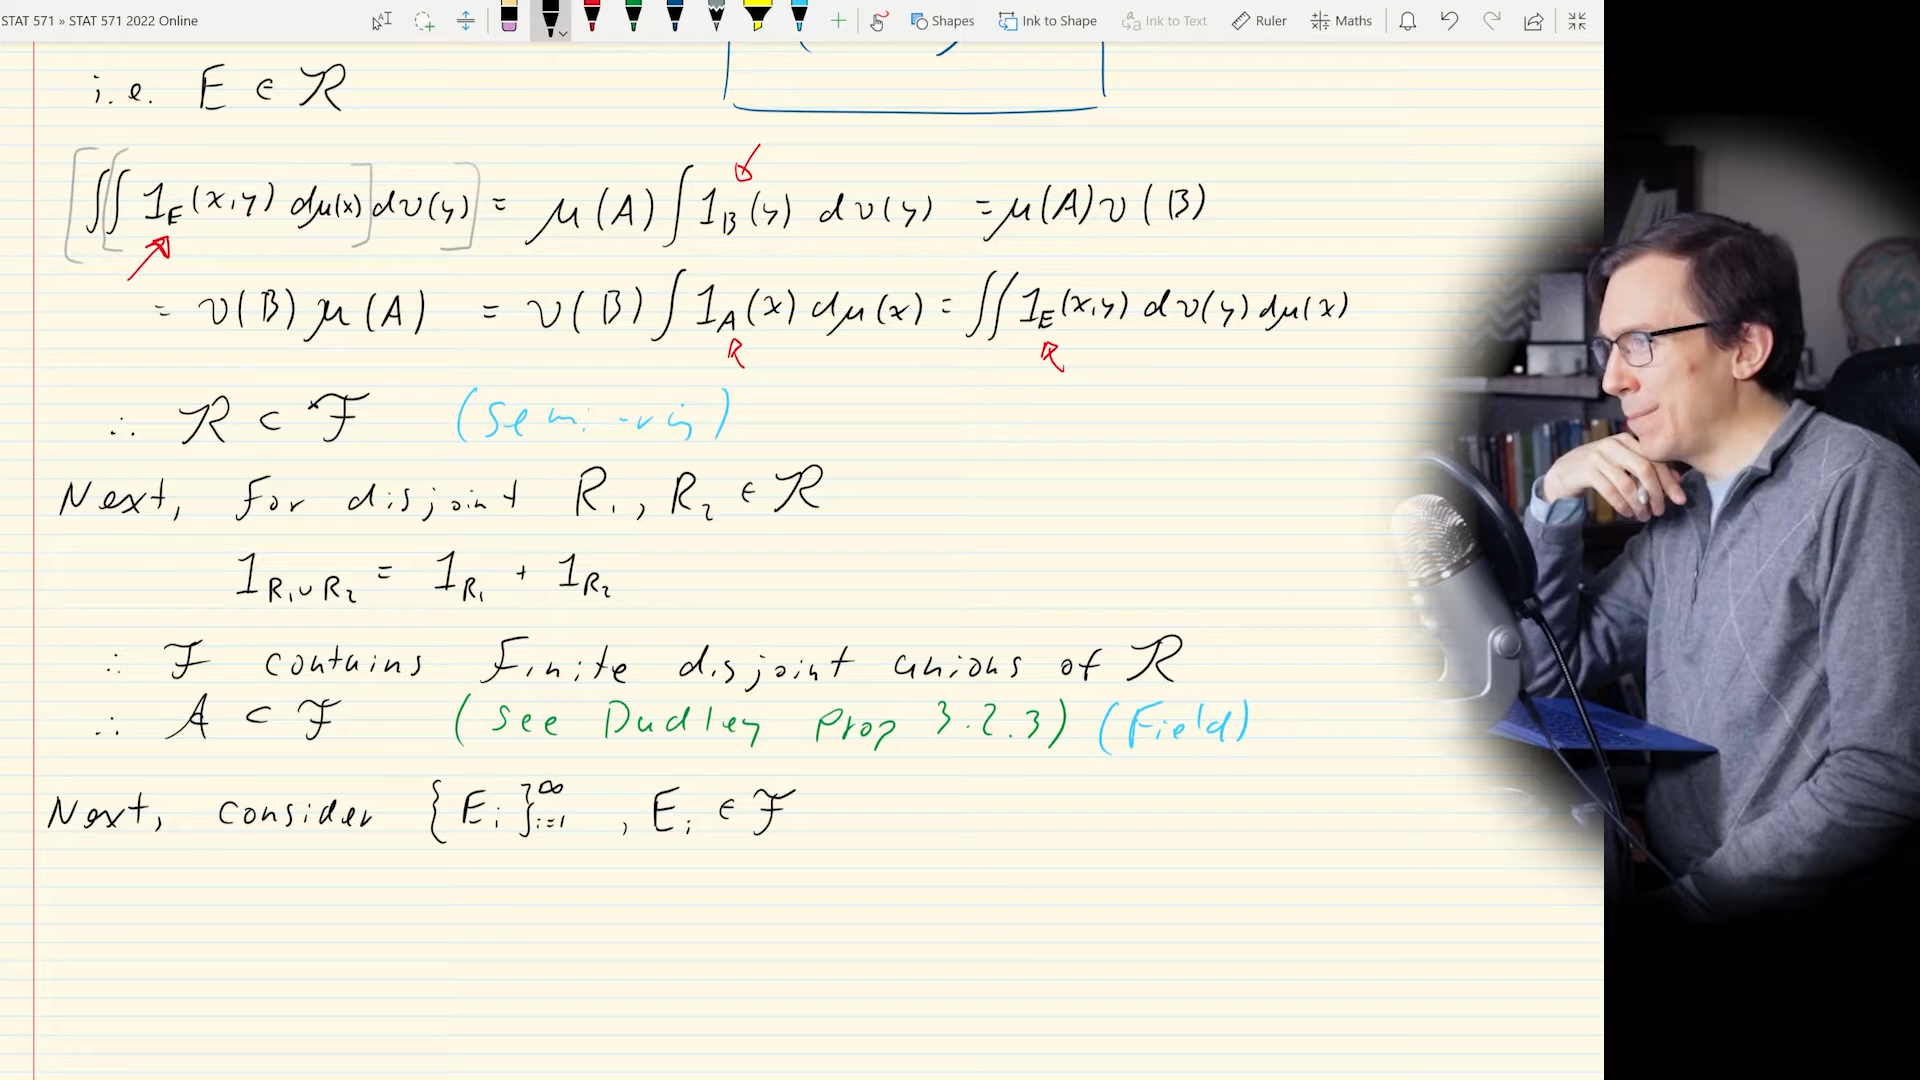 STAT 571 » STAT 571 2022 Online
Shapes Ink to Shape Ink to Text Ruler Maths
i.e. E ∈ ℛ
[∫[∫ 1_E(x,y) dμ(x)] dν(y)] = μ(A) ∫ 1_B(y) dν(y) = μ(A) ν(B)
= ν(B) μ(A) = ν(B) ∫ 1_A(x) dμ(x) = ∫∫ 1_E(x,y) dν(y) dμ(x)
∴ ℛ ⊂ ℱ (semi-ring)
Next, for disjoint R₁, R₂ ∈ ℛ
1_{R₁∪R₂} = 1_{R₁} + 1_{R₂}
∴ ℱ contains finite disjoint unions of ℛ
∴ 𝒜 ⊂ ℱ (see Dudley Prop 3.2.3) (Field)
Next, consider {E_i}_{i=1}^∞, E_i ∈ ℱ